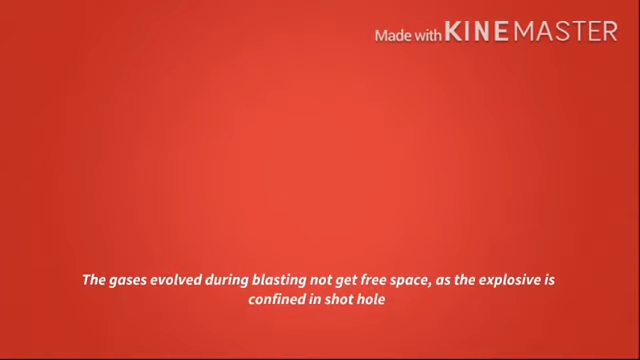 Made with KINEMASTER
The gases evolved during blasting not get free space, as the explosive is
confined in shot hole